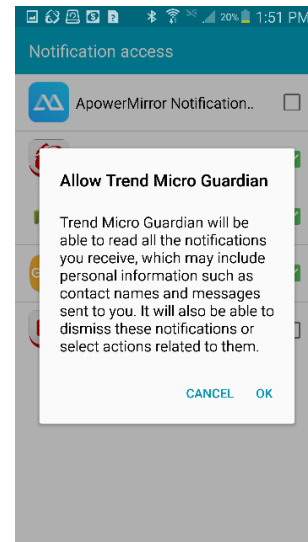 20% 1:51 PM
Notification access
ApowerMirror Notification..
Allow Trend Micro Guardian
Trend Micro Guardian will be
able to read all the notifications
you receive, which may include
personal information such as
contact names and messages
sent to you. It will also be able to
dismiss these notifications or
select actions related to them.
CANCEL OK